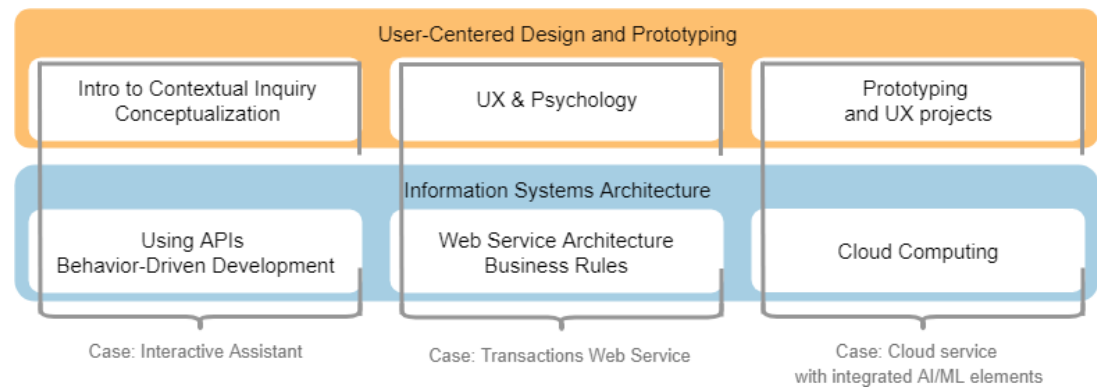 User-Centered Design and Prototyping
Intro to Contextual Inquiry
Conceptualization
UX & Psychology
Prototyping
and UX projects
Information Systems Architecture
Using APIs
Behavior-Driven Development
Web Service Architecture
Business Rules
Cloud Computing
Case: Interactive Assistant
Case: Transactions Web Service
Case: Cloud service
with integrated AI/ML elements